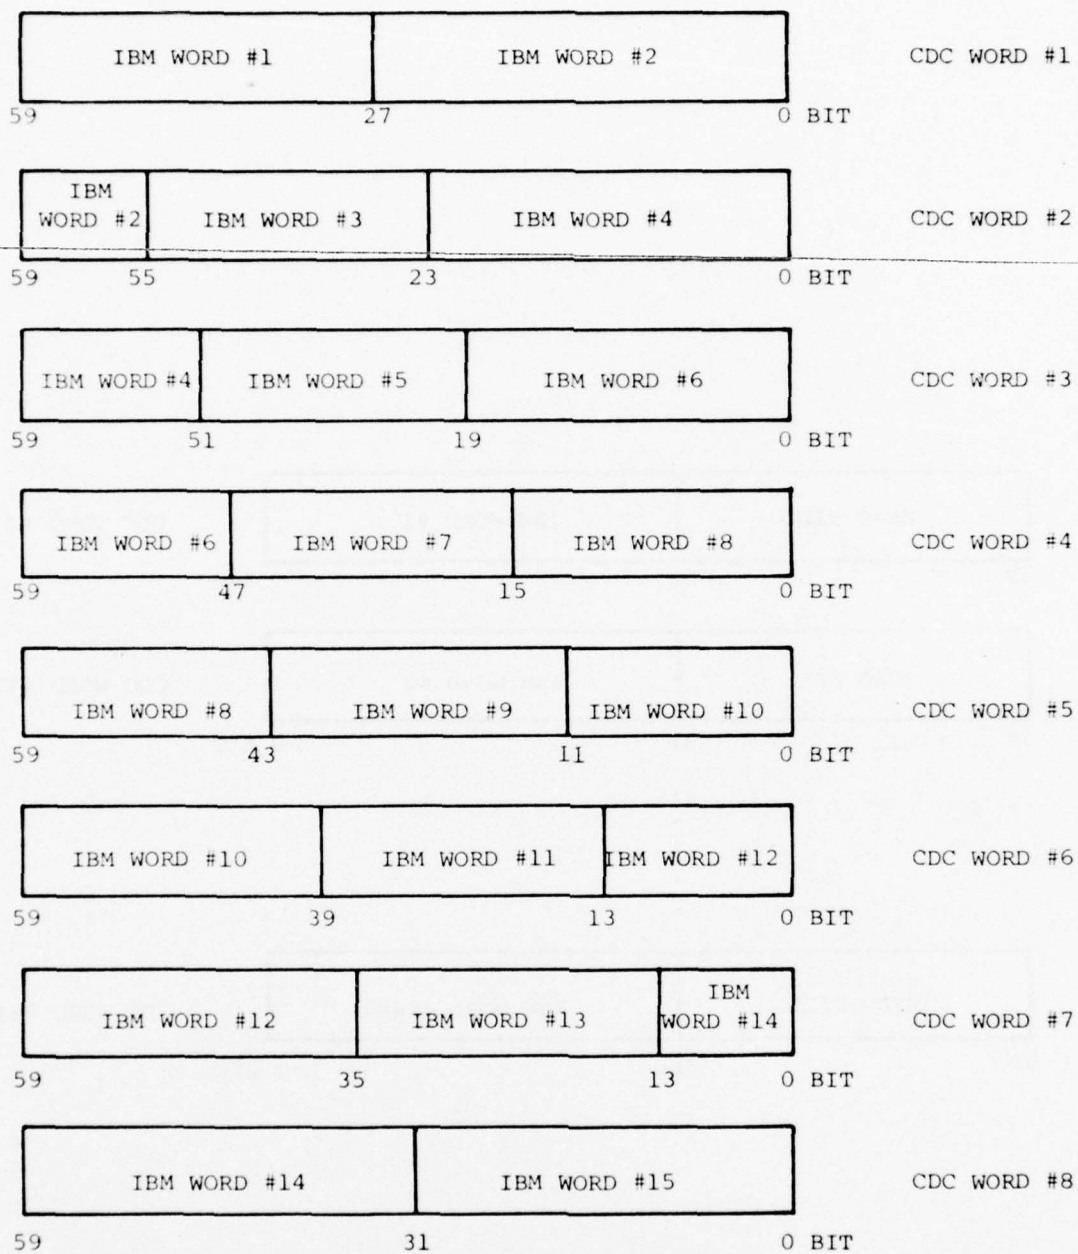 IBM WORD #1 IBM WORD #2 CDC WORD #1
59 27 0 BIT
IBM
WORD #2 IBM WORD #3 IBM WORD #4 CDC WORD #2
59 55 23 0 BIT
IBM WORD #4 IBM WORD #5 IBM WORD #6 CDC WORD #3
59 51 19 0 BIT
IBM WORD #6 IBM WORD #7 IBM WORD #8 CDC WORD #4
59 47 15 0 BIT
IBM WORD #8 IBM WORD #9 IBM WORD #10 CDC WORD #5
59 43 11 0 BIT
IBM WORD #10 IBM WORD #11 IBM WORD #12 CDC WORD #6
59 39 13 0 BIT
IBM
IBM WORD #12 IBM WORD #13 WORD #14 CDC WORD #7
59 35 13 0 BIT
IBM WORD #14 IBM WORD #15 CDC WORD #8
59 31 0 BIT